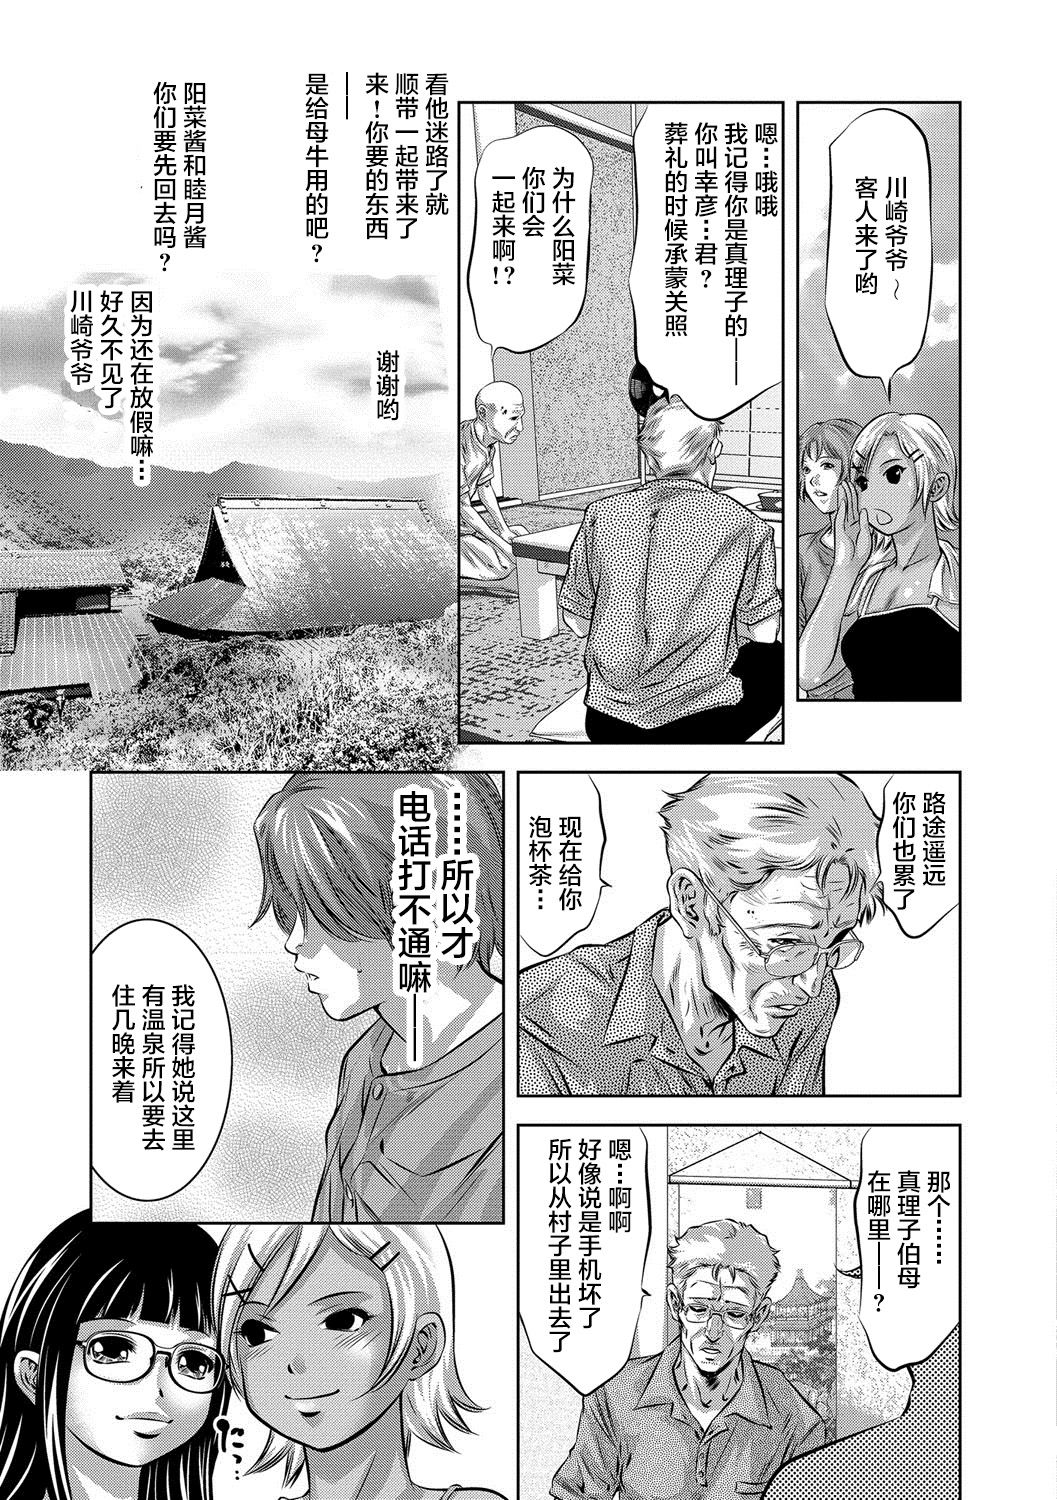 川崎爷爷～
客人来了哟
嗯…哦哦
我记得你是真理子的——
你叫幸彦…君?
葬礼的时候承蒙关照
为什么阳菜
你们会
一起来啊!?
看他迷路了就
顺带一起带来了
来!你要的东西
——
是给母牛用的吧?
阳菜酱和睦月酱
你们要先回去吗?
谢谢哟
因为还在放假嘛…
好久不见了
川崎爷爷
路途遥远
你们也累了
现在给你
泡杯茶…
……所以才
电话打不通嘛——
我记得她说这里
有温泉所以要去
住几晚来着
那个……
真理子伯母
在哪里——?
嗯…啊啊
好像说是手机坏了
所以从村子里出去了
にっ…